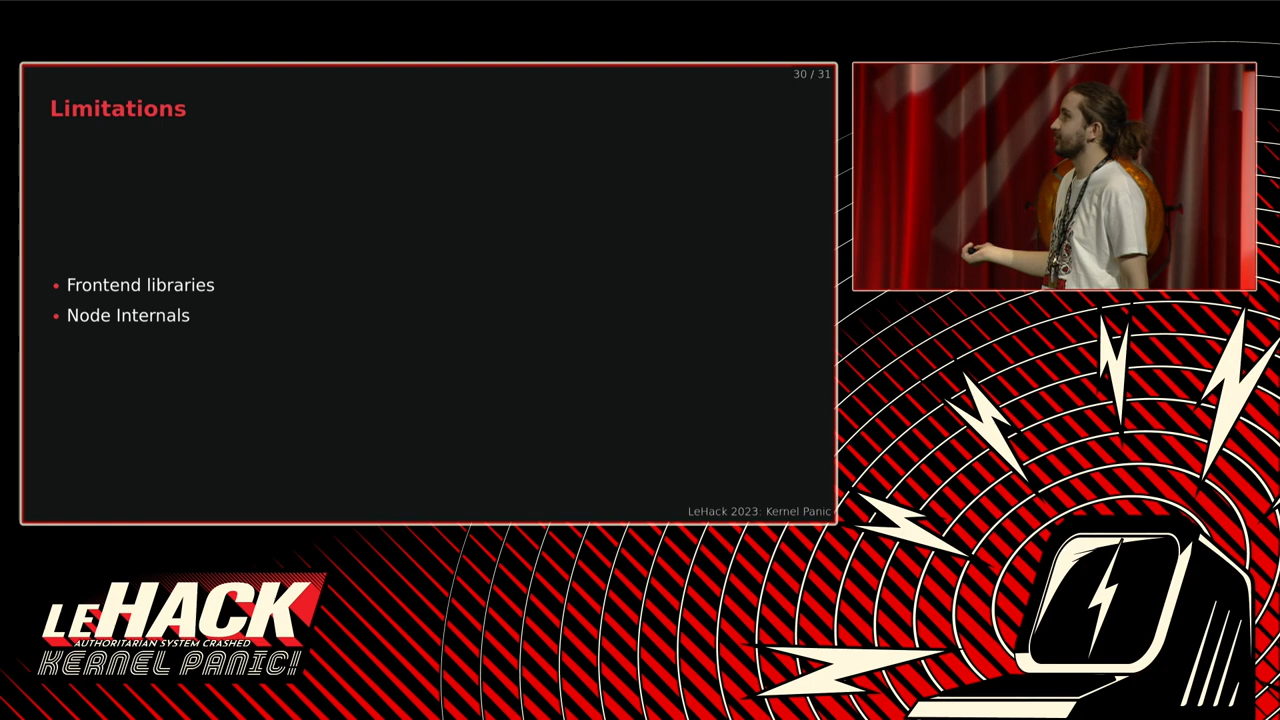 30 / 31
Limitations
• Frontend libraries
• Node Internals
LeHack 2023: Kernel Panic
LEHACK
AUTHORITARIAN SYSTEM CRASHED
KERNEL PANIC!